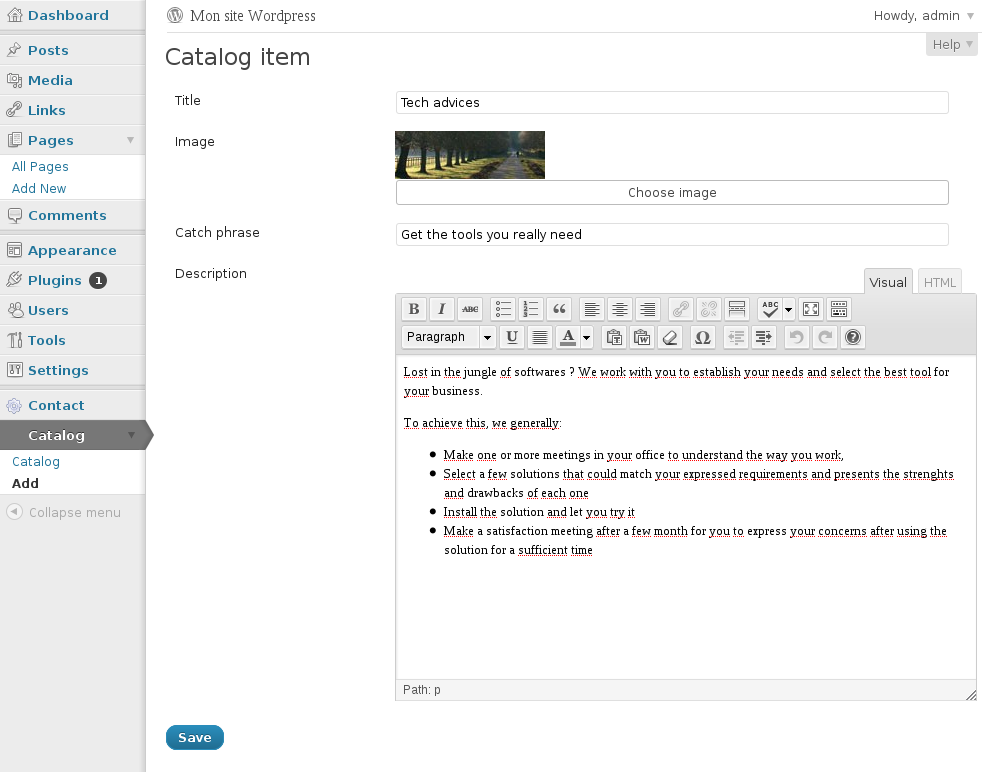 Dashboard
Posts
Media
Links
Pages
All Pages
Add New
Comments
Appearance
Plugins 1
Users
Tools
Settings
Contact
Catalog
Catalog
Add
Collapse menu
Mon site Wordpress
Howdy, admin
Help
Catalog item
Title
Tech advices
Image
Choose image
Catch phrase
Get the tools you really need
Description
Visual HTML
B I ABC ABC
Paragraph U A
Path: p
Lost in the jungle of softwares ? We work with you to establish your needs and select the best tool for
your business.
To achieve this, we generally:
Make one or more meetings in your office to understand the way you work,
Select a few solutions that could match your expressed requirements and presents the strenghts
and drawbacks of each one
Install the solution and let you try it
Make a satisfaction meeting after a few month for you to express your concerns after using the
solution for a sufficient time
Save